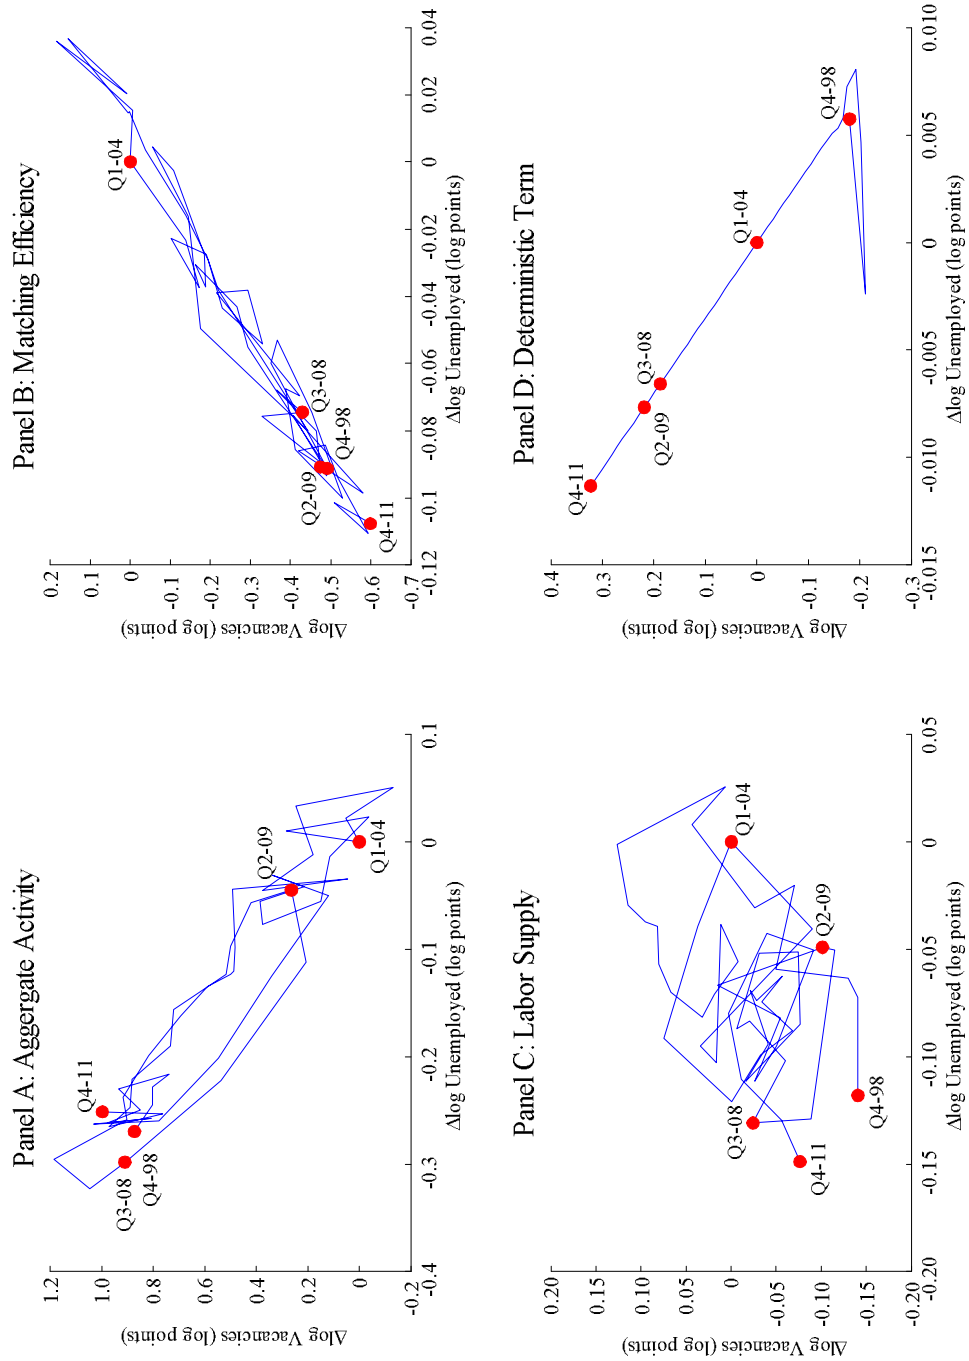 Panel A: Aggergate Activity
1.2
1.0
0.8
0.6
0.4
0.2
0
-0.2
-0.4
-0.3
-0.2
-0.1
0
0.1
Δlog Vacancies (log points)
Δlog Unemployed (log points)
Q3-08
Q4-98
Q4-11
Q2-09
Q1-04
Panel B: Matching Efficiency
0.2
0.1
0
-0.1
-0.2
-0.3
-0.4
-0.5
-0.6
-0.7
-0.12
-0.1
-0.08
-0.06
-0.04
-0.02
0
0.02
0.04
Δlog Vacancies (log points)
Δlog Unemployed (log points)
Q1-04
Q3-08
Q4-98
Q2-09
Q4-11
Panel C: Labor Supply
0.20
0.15
0.10
0.05
0
-0.05
-0.10
-0.15
-0.20
-0.20
-0.15
-0.10
-0.05
0
0.05
Δlog Vacancies (log points)
Δlog Unemployed (log points)
Q1-04
Q2-09
Q3-08
Q4-11
Q4-98
Panel D: Deterministic Term
0.4
0.3
0.2
0.1
0
-0.1
-0.2
-0.3
-0.015
-0.010
-0.005
0
0.005
0.010
Δlog Vacancies (log points)
Δlog Unemployed (log points)
Q4-11
Q2-09
Q3-08
Q1-04
Q4-98